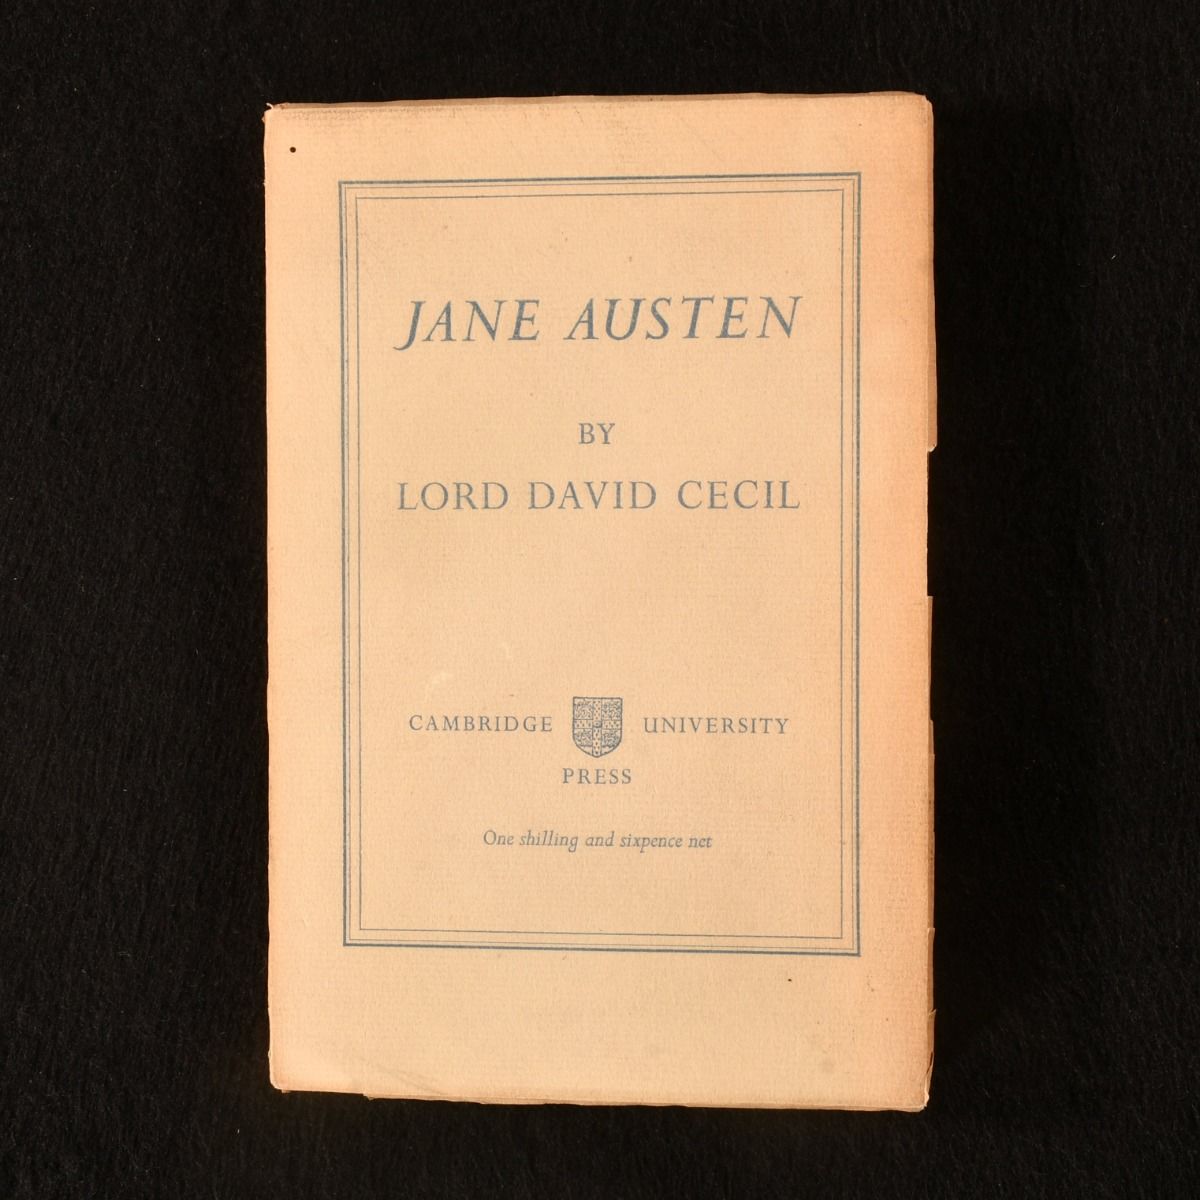 JANE AUSTEN
BY
LORD DAVID CECIL
CAMBRIDGE UNIVERSITY
PRESS
One shilling and sixpence net